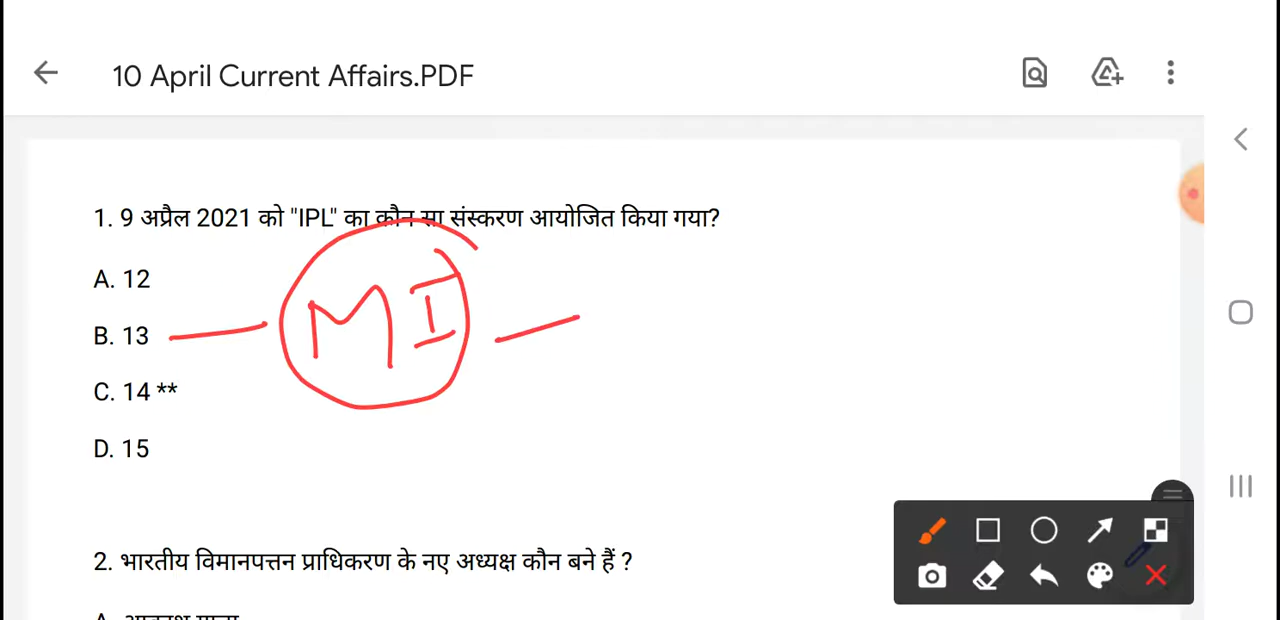 10 April Current Affairs.PDF
1. 9 अप्रैल 2021 को "IPL" का कौन सा संस्करण आयोजित किया गया?
A. 12
B. 13
MI
C. 14 **
D. 15
2. भारतीय विमानपत्तन प्राधिकरण के नए अध्यक्ष कौन बने हैं ?
A.